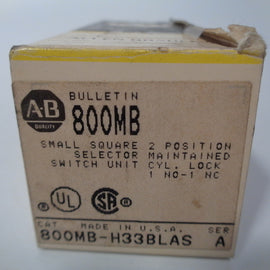 BULLETIN
AB
QUALITY
800MB
SMALL SQUARE 2 POSITION
SELECTOR MAINTAINED
SWITCH UNIT CYL. LOCK
1 NO-1 NC
UL
SA
CAT MADE IN U.S.A. SER
800MB-H33BLAS A